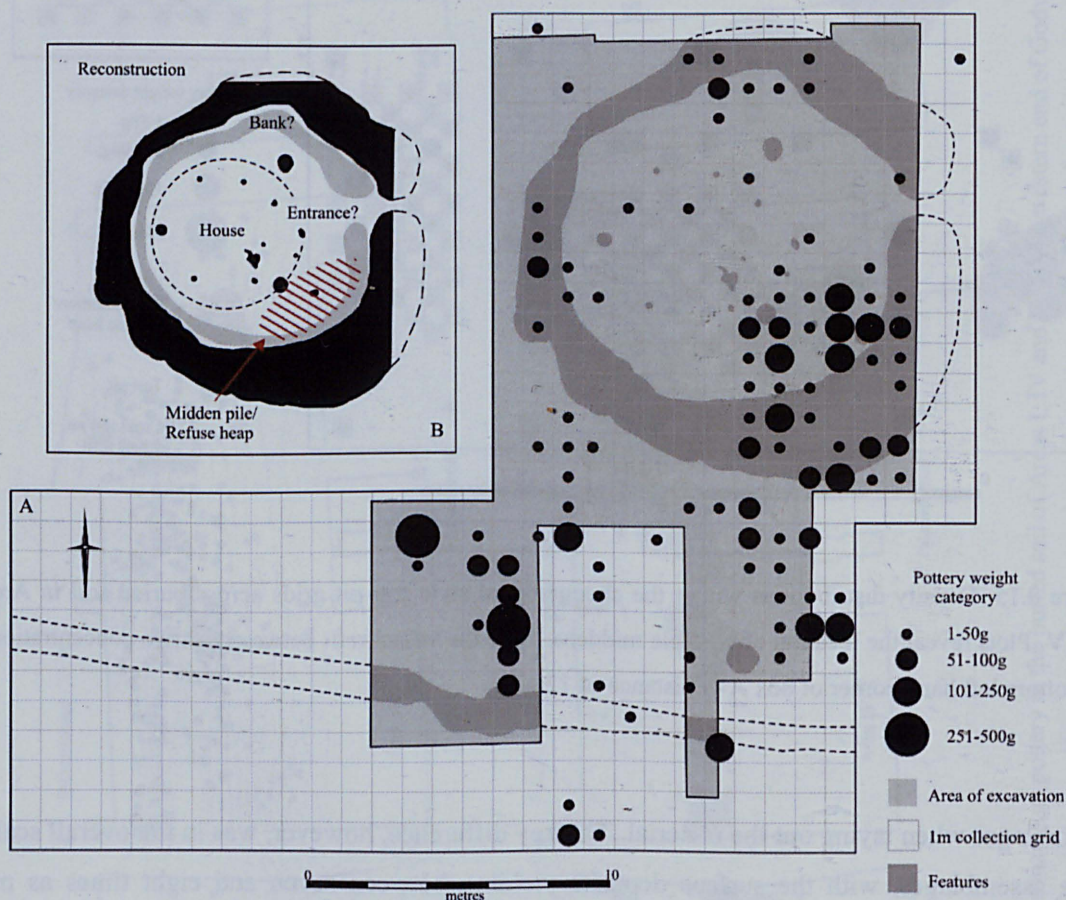 Reconstruction
Bank?
Entrance?
House
Midden pile/
Refuse heap
B
A
Pottery weight
category
1-50g
51-100g
101-250g
251-500g
Area of excavation
1m collection grid
Features
0
10
metres